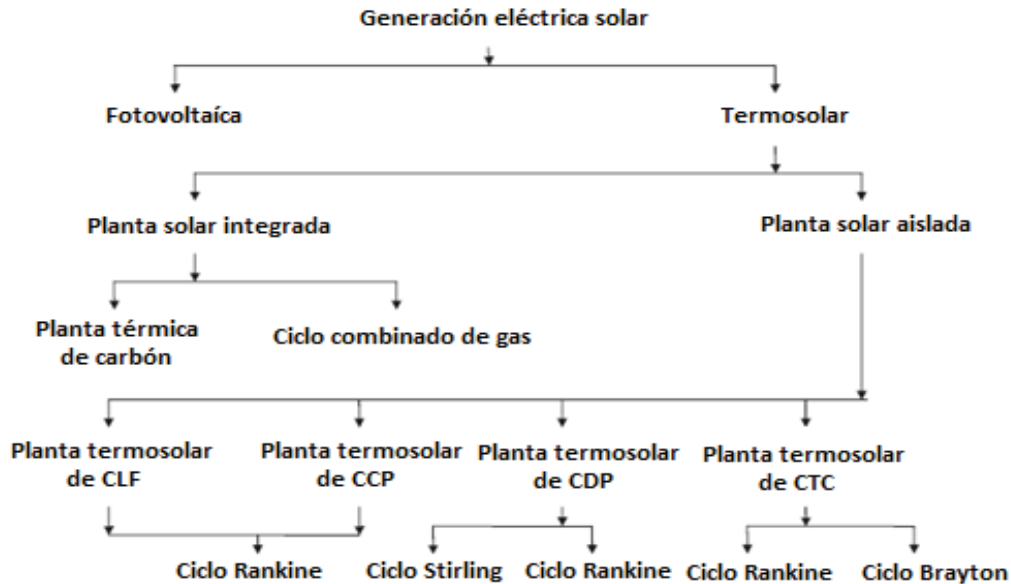 Generación eléctrica solar
Fotovoltaíca
Termosolar
Planta solar integrada
Planta solar aislada
Planta térmica
de carbón
Ciclo combinado de gas
Planta termosolar
de CLF
Planta termosolar
de CCP
Planta termosolar
de CDP
Planta termosolar
de CTC
Ciclo Rankine
Ciclo Stirling
Ciclo Rankine
Ciclo Rankine
Ciclo Brayton